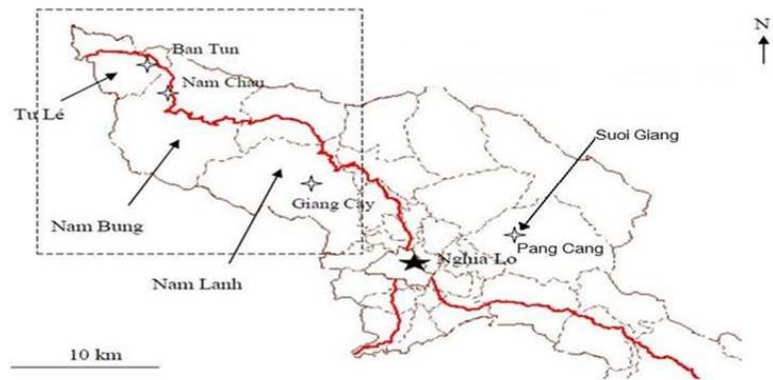 N
Ban Tun
Nam Chau
Tu Lé
Suoi Giang
Giang Cay
Nam Bung
Pang Cang
Nghia Lo
Nam Lanh
10 km